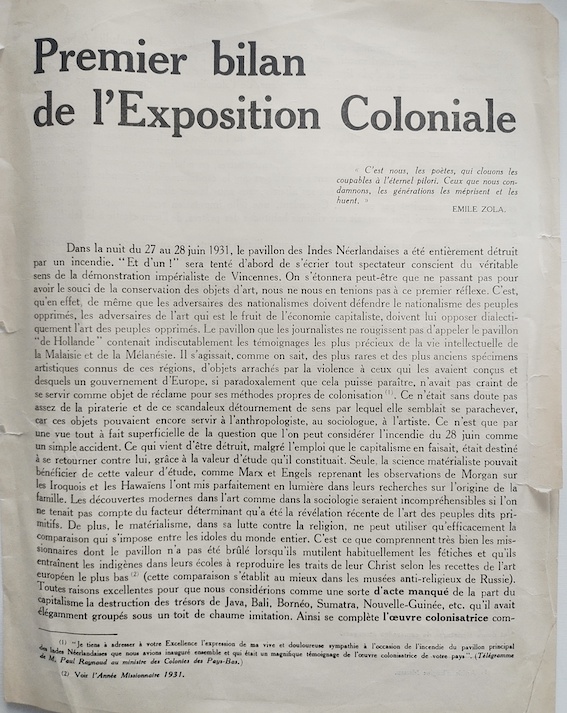 Premier bilan
de l'Exposition Coloniale
« C'est nous, les poètes, qui clouons les
coupables à l'éternel pilori. Ceux que nous con-
damnons, les générations les méprisent et les
huent. »
EMILE ZOLA.
Dans la nuit du 27 au 28 juin 1931, le pavillon des Indes Néerlandaises a été entièrement détruit
par un incendie. "Et d'un !" sera tenté d'abord de s'écrier tout spectateur conscient du véritable
sens de la démonstration impérialiste de Vincennes. On s'étonnera peut-être que ne passant pas pour
avoir le souci de la conservation des objets d'art, nous ne nous en tenions pas à ce premier réflexe. C'est,
qu'en effet, de même que les adversaires des nationalismes doivent défendre le nationalisme des peuples
opprimés, les adversaires de l'art qui est le fruit de l'économie capitaliste, doivent lui opposer dialecti-
quement l'art des peuples opprimés. Le pavillon que les journalistes ne rougissent pas d'appeler le pavillon
"de Hollande" contenait indiscutablement les témoignages les plus précieux de la vie intellectuelle de
la Malaisie et de la Mélanésie. Il s'agissait, comme on sait, des plus rares et des plus anciens spécimens
artistiques connus de ces régions, d'objets arrachés par la violence à ceux qui les avaient conçus et
desquels un gouvernement d'Europe, si paradoxalement que cela puisse paraître, n'avait pas craint de
se servir comme objet de réclame pour ses méthodes propres de colonisation (1). Ce n'était sans doute pas
assez de la piraterie et de ce scandaleux détournement de sens par lequel elle semblait se parachever,
car ces objets pouvaient encore servir à l'anthropologiste, au sociologue, à l'artiste. Ce n'est que par
une vue tout à fait superficielle de la question que l'on peut considérer l'incendie du 28 juin comme
un simple accident. Ce qui vient d'être détruit, malgré l'emploi que le capitalisme en faisait, était destiné
à se retourner contre lui, grâce à la valeur d'étude qu'il constituait. Seule, la science matérialiste pouvait
bénéficier de cette valeur d'étude, comme Marx et Engels reprenant les observations de Morgan sur
les Iroquois et les Hawaïens l'ont mis parfaitement en lumière dans leurs recherches sur l'origine de la
famille. Les découvertes modernes dans l'art comme dans la sociologie seraient incompréhensibles si l'on
ne tenait pas compte du facteur déterminant qu'a été la révélation récente de l'art des peuples dits pri-
mitifs. De plus, le matérialisme, dans sa lutte contre la religion, ne peut utiliser qu'efficacement la
comparaison qui s'impose entre les idoles du monde entier. C'est ce que comprennent très bien les mis-
sionnaires dont le pavillon n'a pas été brûlé lorsqu'ils mutilent habituellement les fétiches et qu'ils
entraînent les indigènes dans leurs écoles à reproduire les traits de leur Christ selon les recettes de l'art
européen le plus bas (2) (cette comparaison s'établit au mieux dans les musées anti-religieux de Russie).
Toutes raisons excellentes pour que nous considérions comme une sorte d'acte manqué de la part du
capitalisme la destruction des trésors de Java, Bali, Bornéo, Sumatra, Nouvelle-Guinée, etc. qu'il avait
élégamment groupés sous un toit de chaume imitation. Ainsi se complète l'œuvre colonisatrice com-
(1) "Je tiens à adresser à votre Excellence l'expression de ma vive et douloureuse sympathie à l'occasion de l'incendie du pavillon principal
des Indes Néerlandaises que nous avions inauguré ensemble et qui était un magnifique témoignage de l'œuvre colonisatrice de votre pays". (Télégramme
de M. Paul Raynaud au ministre des Colonies des Pays-Bas.)
(2) Voir l'Année Missionnaire 1931.